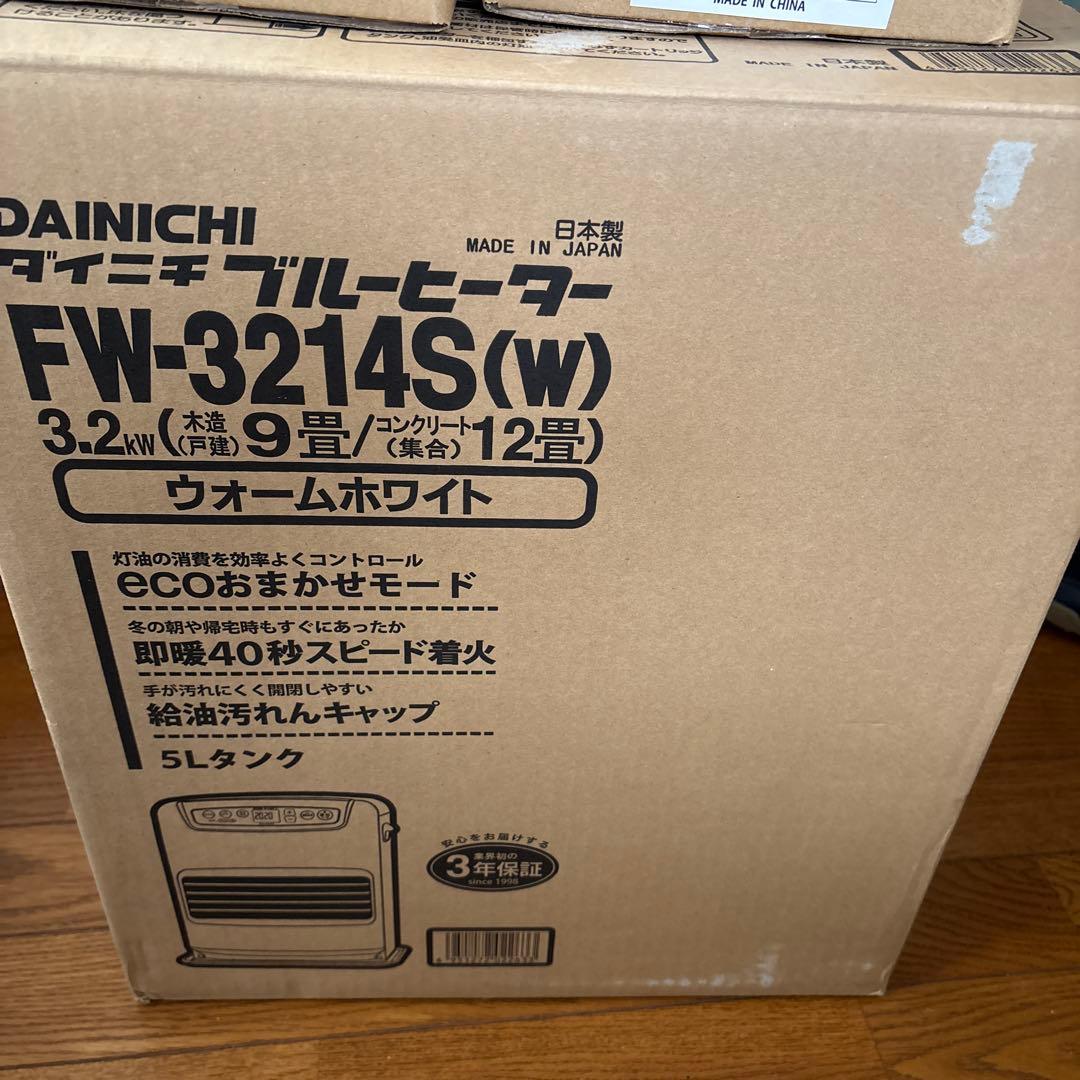 MADE IN CHINA
日本製
MADE IN JAPAN
DAINICHI
日本製
MADE IN JAPAN
ダイニチ ブルーヒーター
FW-3214S(W)
3.2kW(木造(戸建)9畳/コンクリート(集合)12畳)
ウォームホワイト
灯油の消費を効率よくコントロール
ecoおまかせモード
冬の朝や帰宅時もすぐにあったか
即暖40秒スピード着火
手が汚れにくく開閉しやすい
給油汚れんキャップ
5Lタンク
2020
安心をお届けする
業界初の
3年保証
since 1998